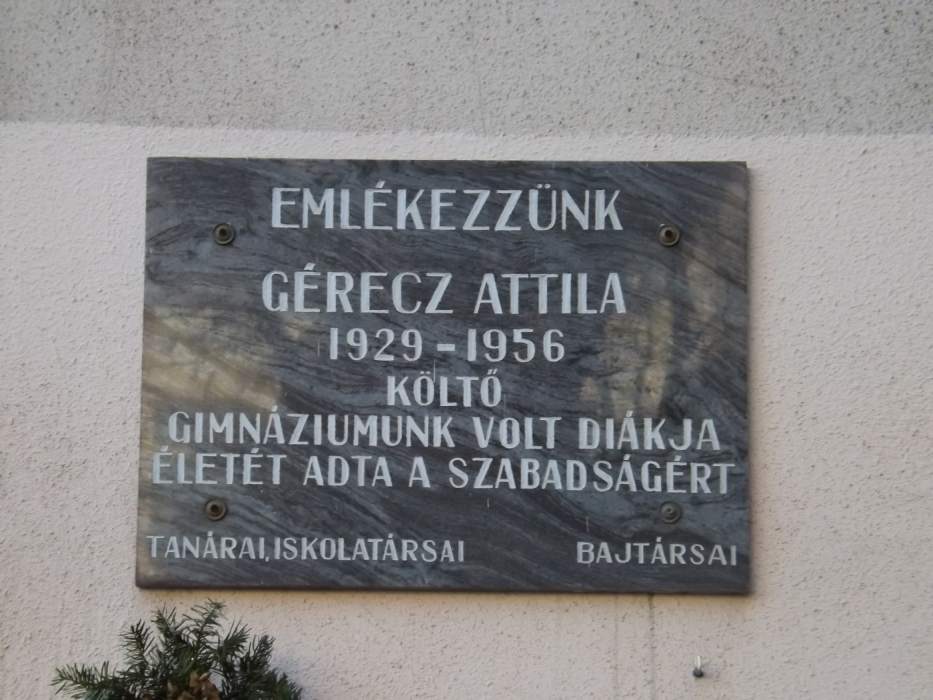 EMLÉKEZZÜNK
GÉRECZ ATTILA
1929 - 1956
KÖLTŐ
GIMNÁZIUMUNK VOLT DIÁKJA
ÉLETÉT ADTA A SZABADSÁGÉRT
TANÁRAI, ISKOLATÁRSAI BAJTÁRSAI